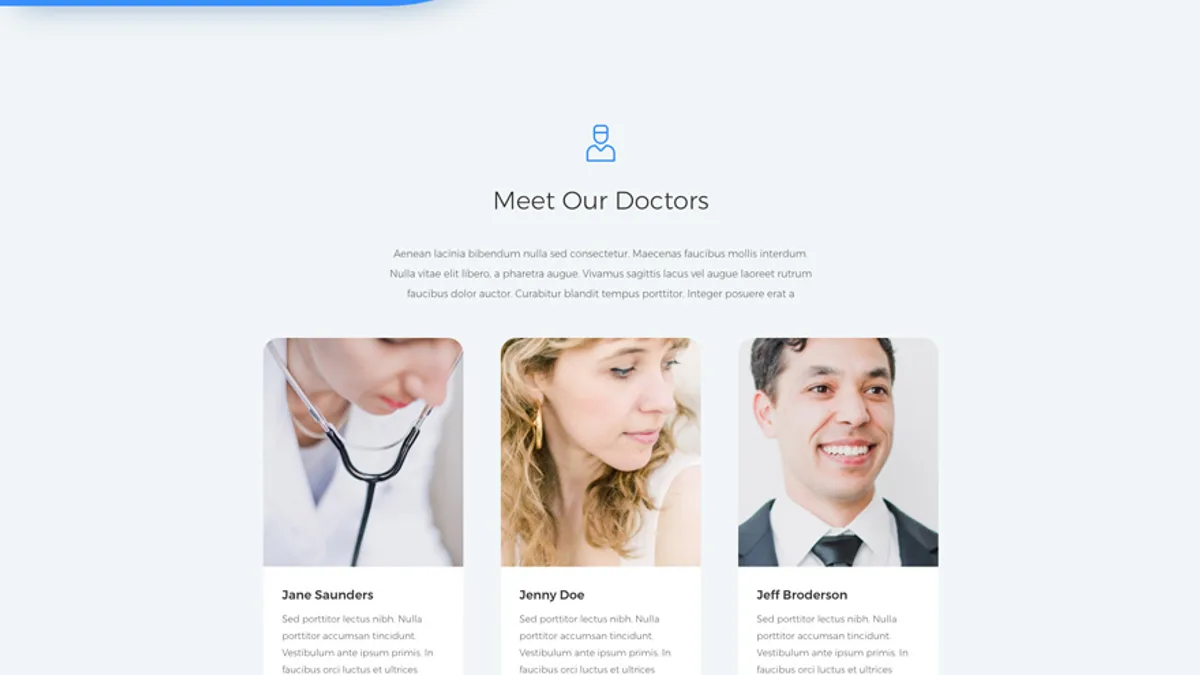 Meet Our Doctors
Aenean lacinia bibendum nulla sed consectetur. Maecenas faucibus mollis interdum.
Nulla vitae elit libero, a pharetra augue. Vivamus sagittis lacus vel augue laoreet rutrum
faucibus dolor auctor. Curabitur blandit tempus porttitor. Integer posuere erat a
Jane Saunders
Sed porttitor lectus nibh. Nulla
porttitor accumsan tincidunt.
Vestibulum ante ipsum primis. In
faucibus orci luctus et ultrices
Jenny Doe
Sed porttitor lectus nibh. Nulla
porttitor accumsan tincidunt.
Vestibulum ante ipsum primis. In
faucibus orci luctus et ultrices
Jeff Broderson
Sed porttitor lectus nibh. Nulla
porttitor accumsan tincidunt.
Vestibulum ante ipsum primis. In
faucibus orci luctus et ultrices